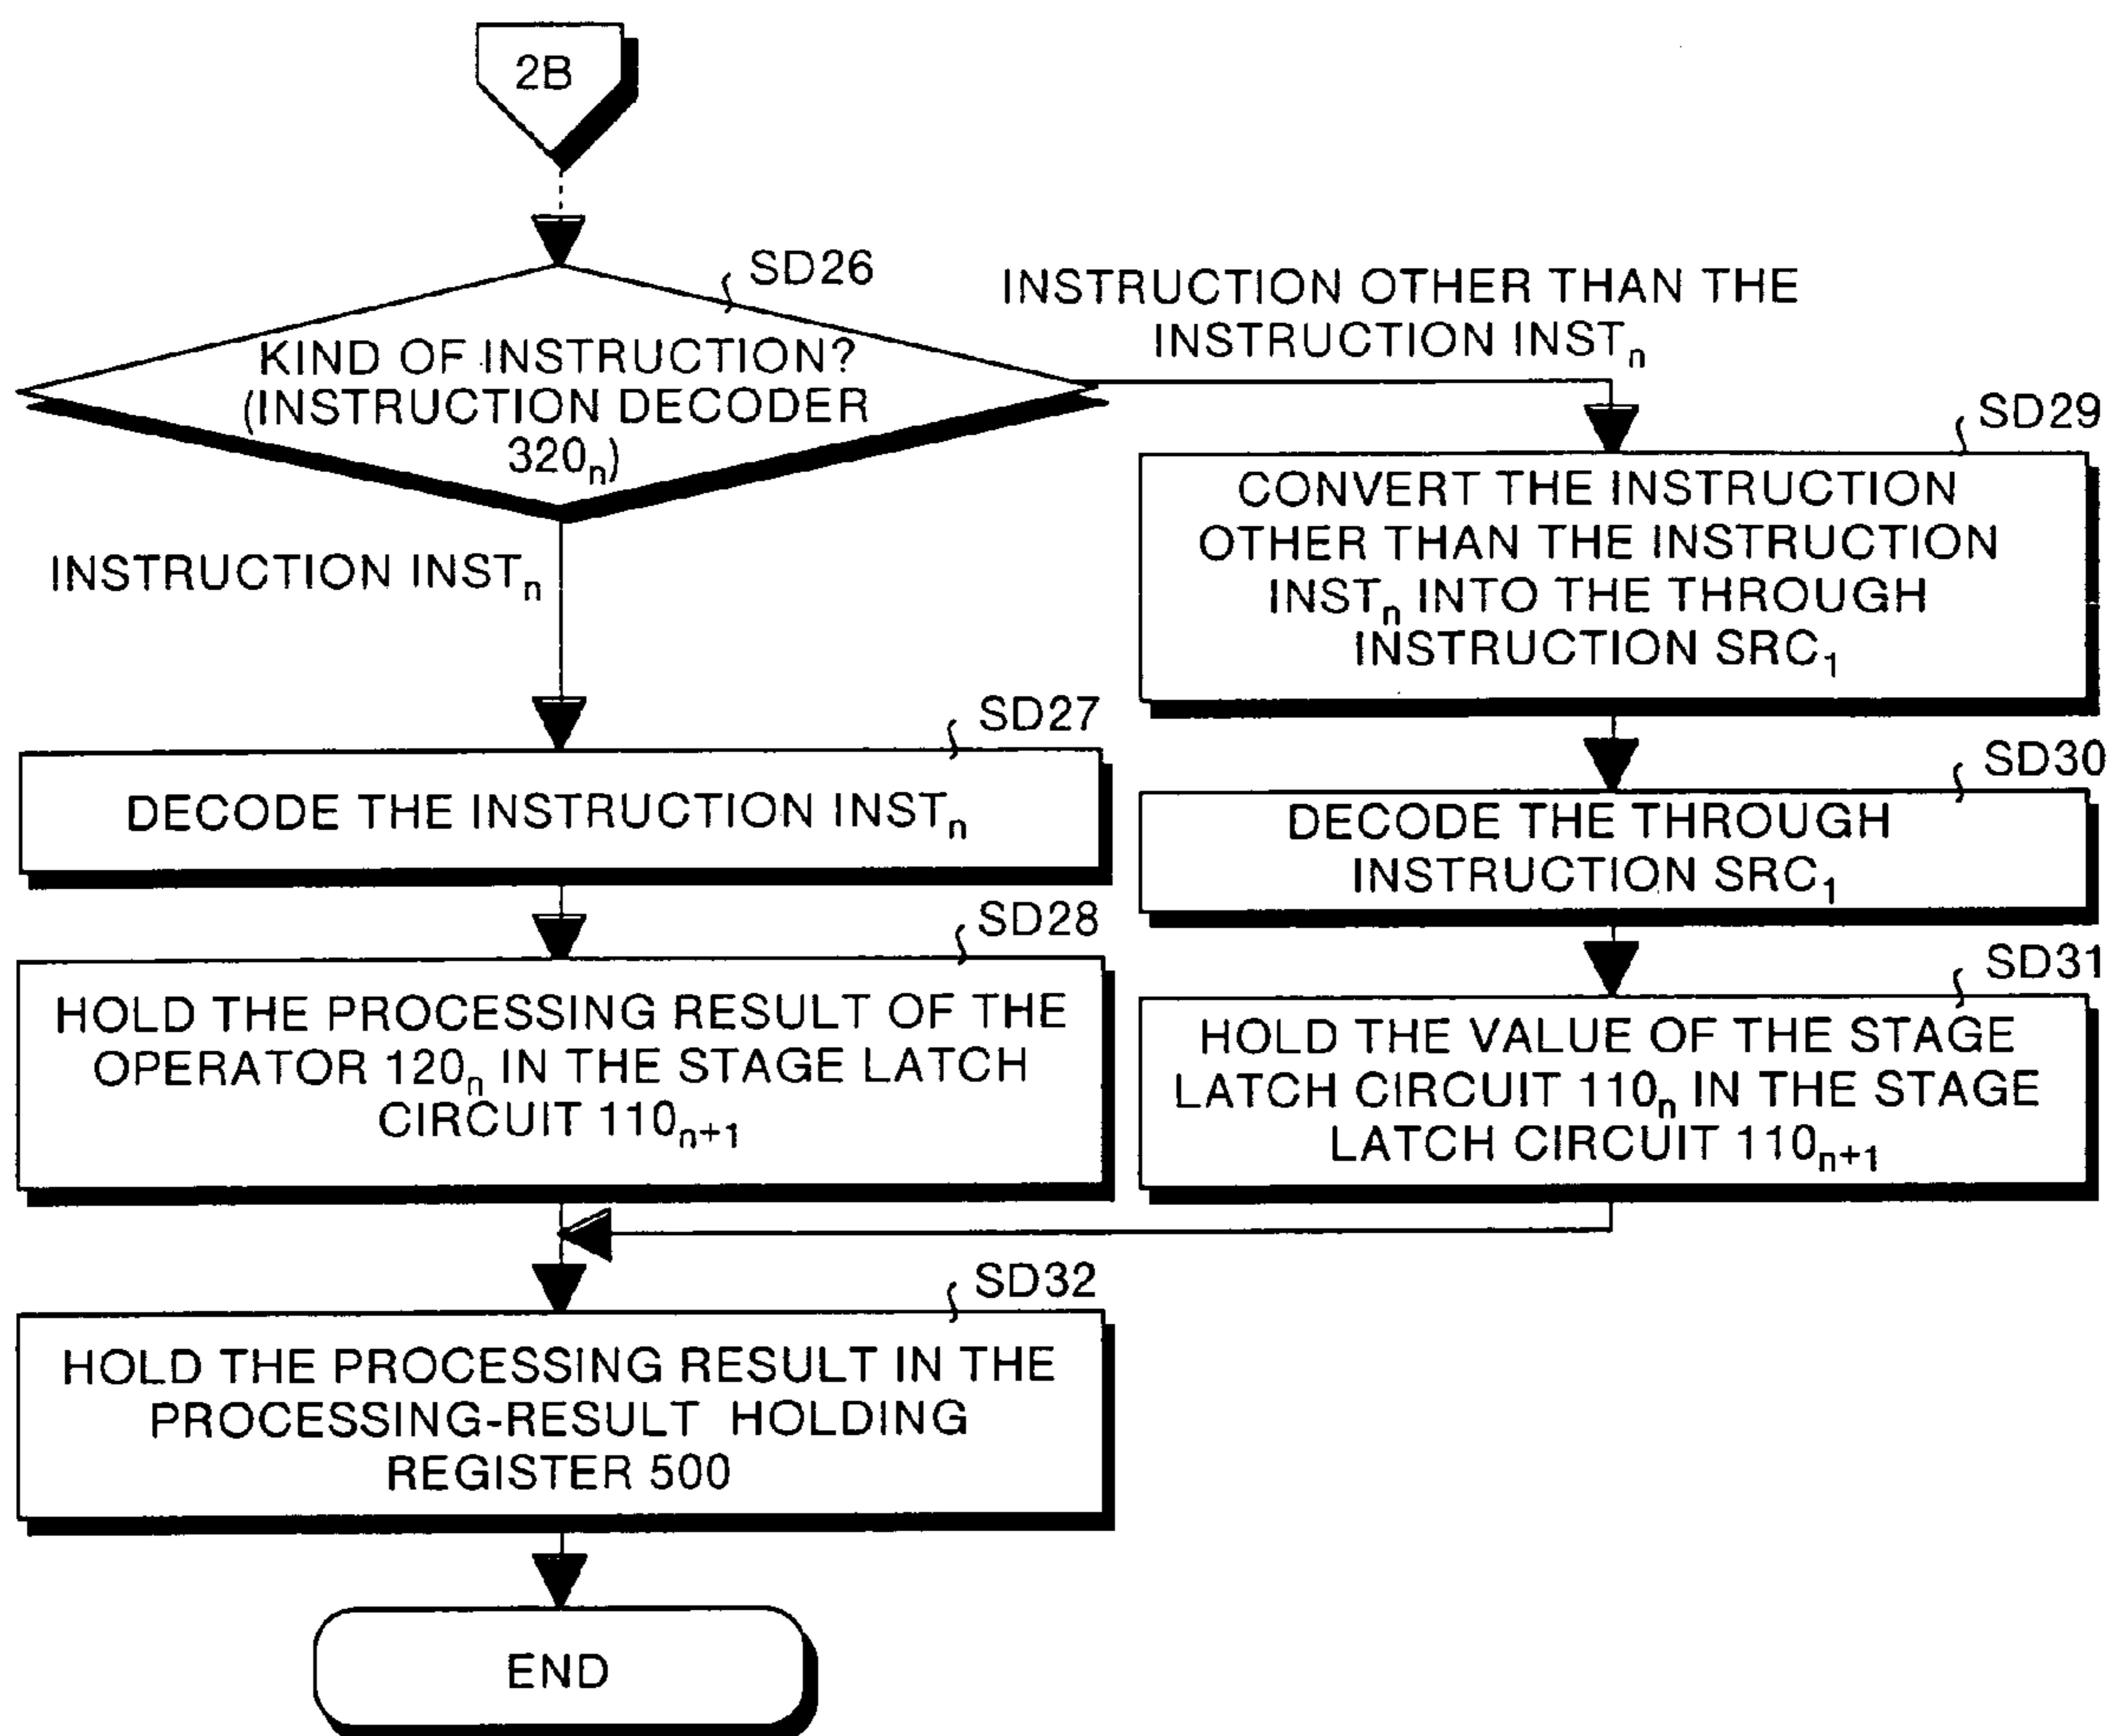 2B
SD26
KIND OF INSTRUCTION?
(INSTRUCTION DECODER
320ₙ)
INSTRUCTION OTHER THAN THE
INSTRUCTION INSTₙ
INSTRUCTION INSTₙ
SD29
CONVERT THE INSTRUCTION
OTHER THAN THE INSTRUCTION
INSTₙ INTO THE THROUGH
INSTRUCTION SRC₁
SD27
DECODE THE INSTRUCTION INSTₙ
SD30
DECODE THE THROUGH
INSTRUCTION SRC₁
SD28
HOLD THE PROCESSING RESULT OF THE
OPERATOR 120ₙ IN THE STAGE LATCH
CIRCUIT 110ₙ₊₁
SD31
HOLD THE VALUE OF THE STAGE
LATCH CIRCUIT 110ₙ IN THE STAGE
LATCH CIRCUIT 110ₙ₊₁
SD32
HOLD THE PROCESSING RESULT IN THE
PROCESSING-RESULT HOLDING
REGISTER 500
END